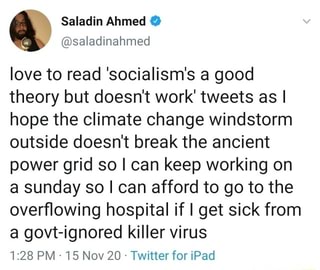 Saladin Ahmed
@saladinahmed
love to read 'socialism's a good
theory but doesn't work' tweets as I
hope the climate change windstorm
outside doesn't break the ancient
power grid so I can keep working on
a sunday so I can afford to go to the
overflowing hospital if I get sick from
a govt-ignored killer virus
1:28 PM · 15 Nov 20 · Twitter for iPad